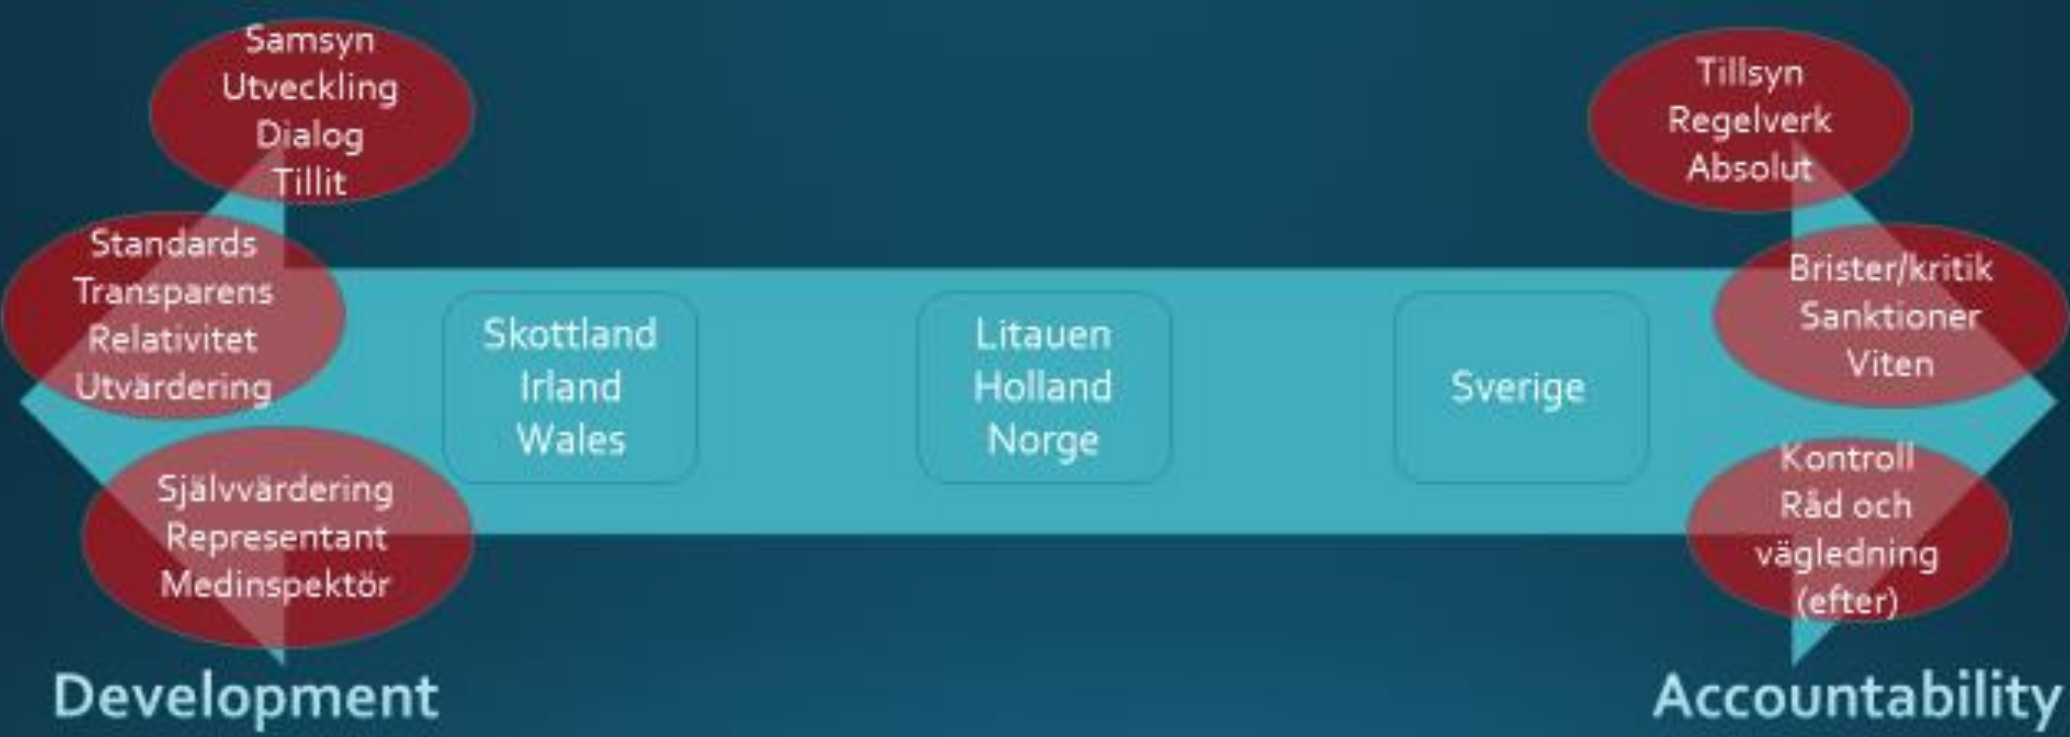 Samsyn
Utveckling
Dialog
Tillit
Standards
Transparens
Relativitet
Utvärdering
Självvärdering
Representant
Medinspektör
Development
Skottland
Irland
Wales
Litauen
Holland
Norge
Sverige
Tillsyn
Regelverk
Absolut
Brister/kritik
Sanktioner
Viten
Kontroll
Råd och
vägledning
(efter)
Accountability